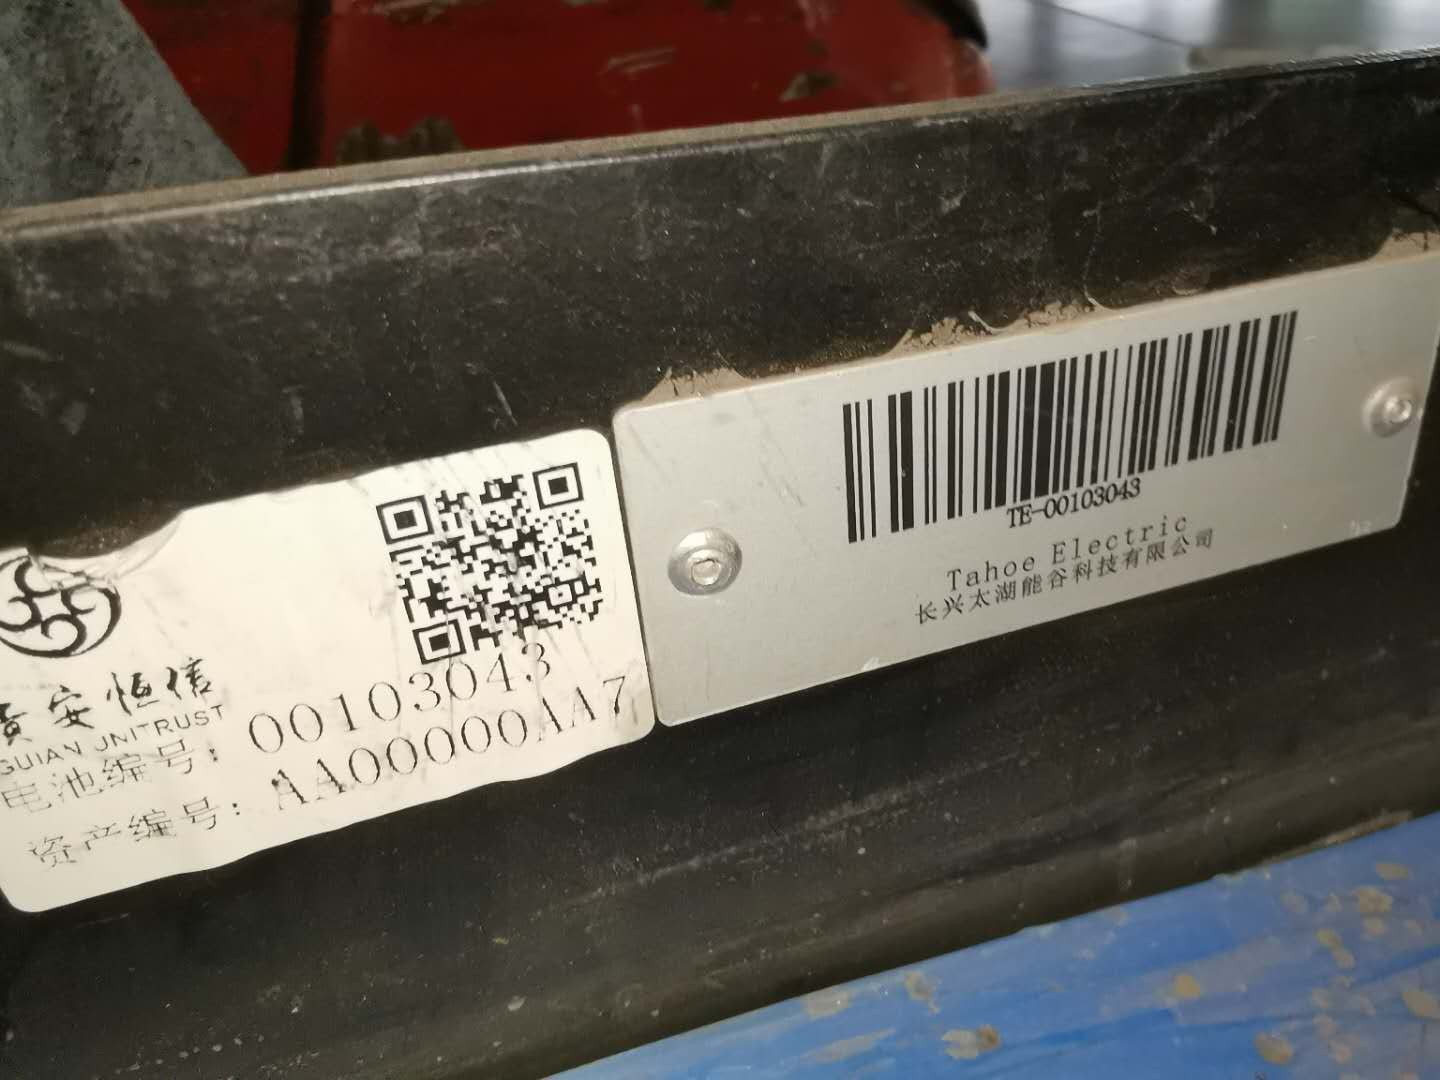 贵安恒信
GUIAN UNITRUST
电池编号: 00103043
资产编号: AA00000AA7
TE-00103043
Tahoe Electric
长兴太湖能谷科技有限公司